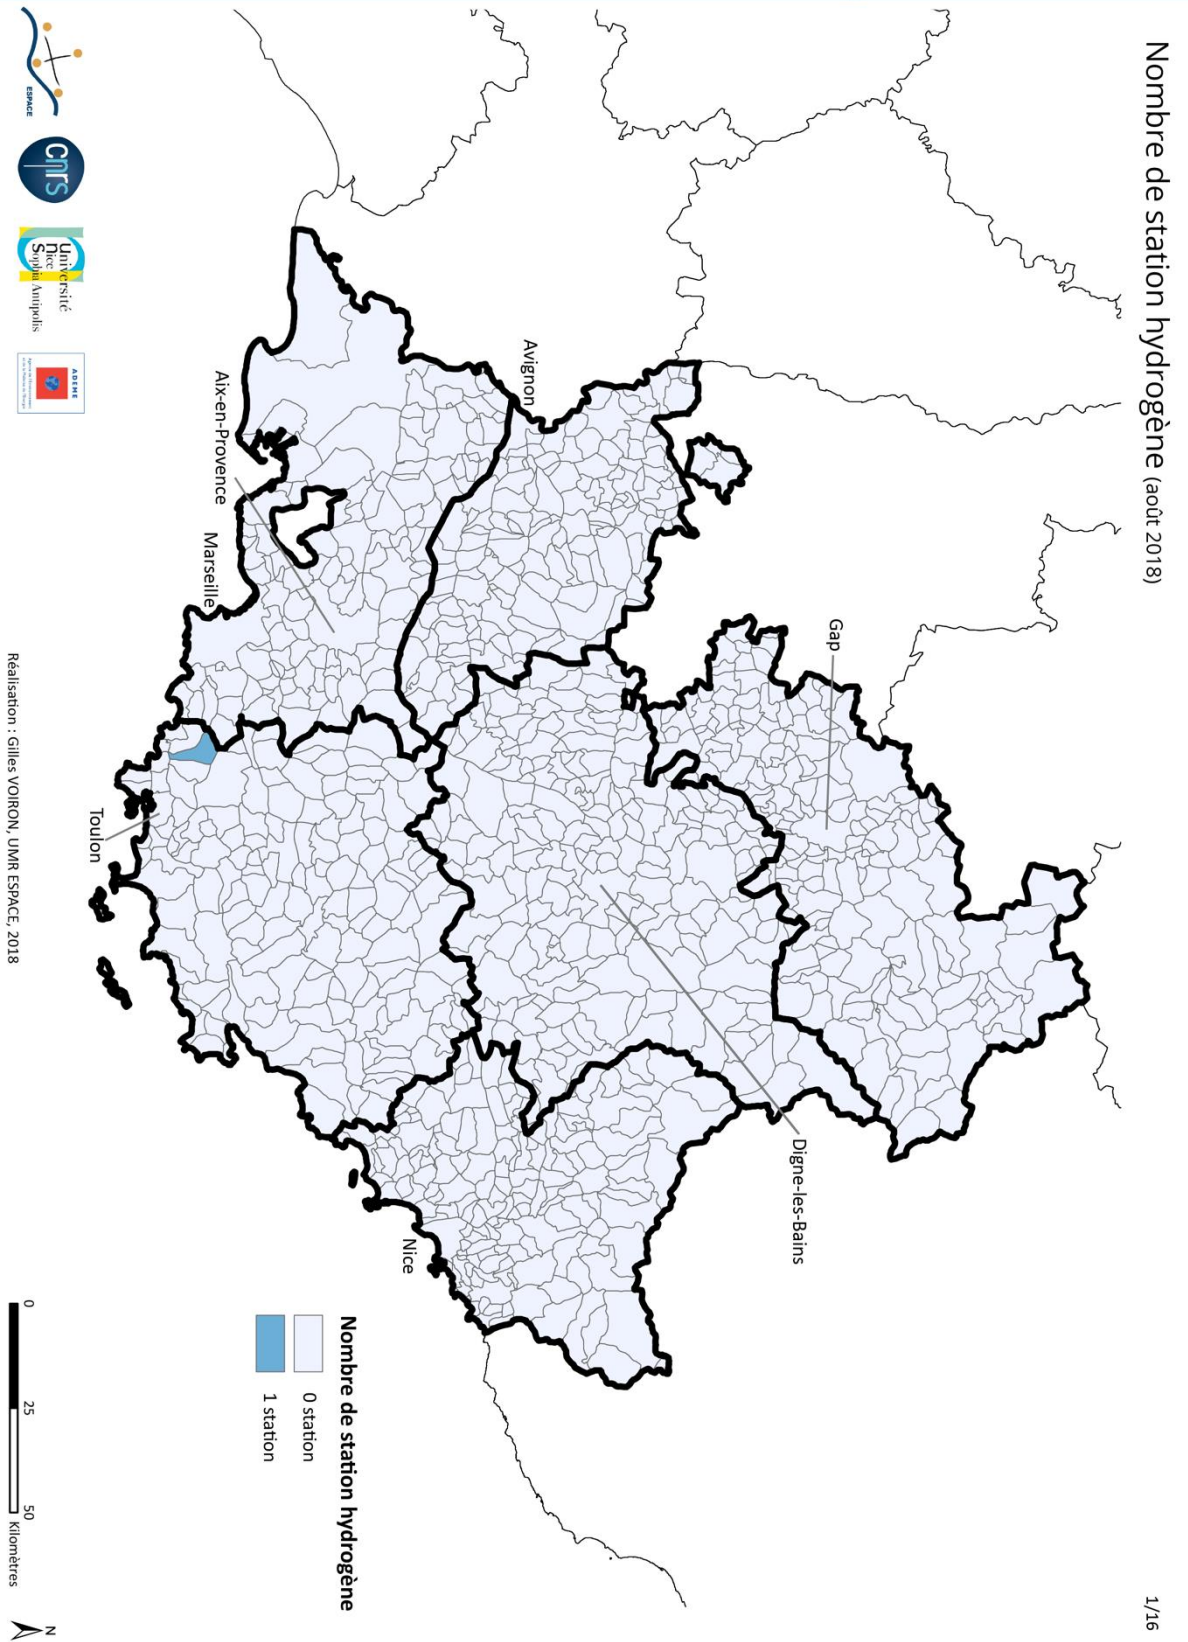 Nombre de station hydrogène (août 2018)
1/16
Gap
Digne-les-Bains
Avignon
Aix-en-Provence
Marseille
Nice
Toulon
Nombre de station hydrogène
0 station
1 station
ESPACE
cnrs
Université
Nice
Sophia Antipolis
ADEME
Réalisation : Gilles VOIRON, UMR ESPACE, 2018
0 25 50 Kilomètres
N